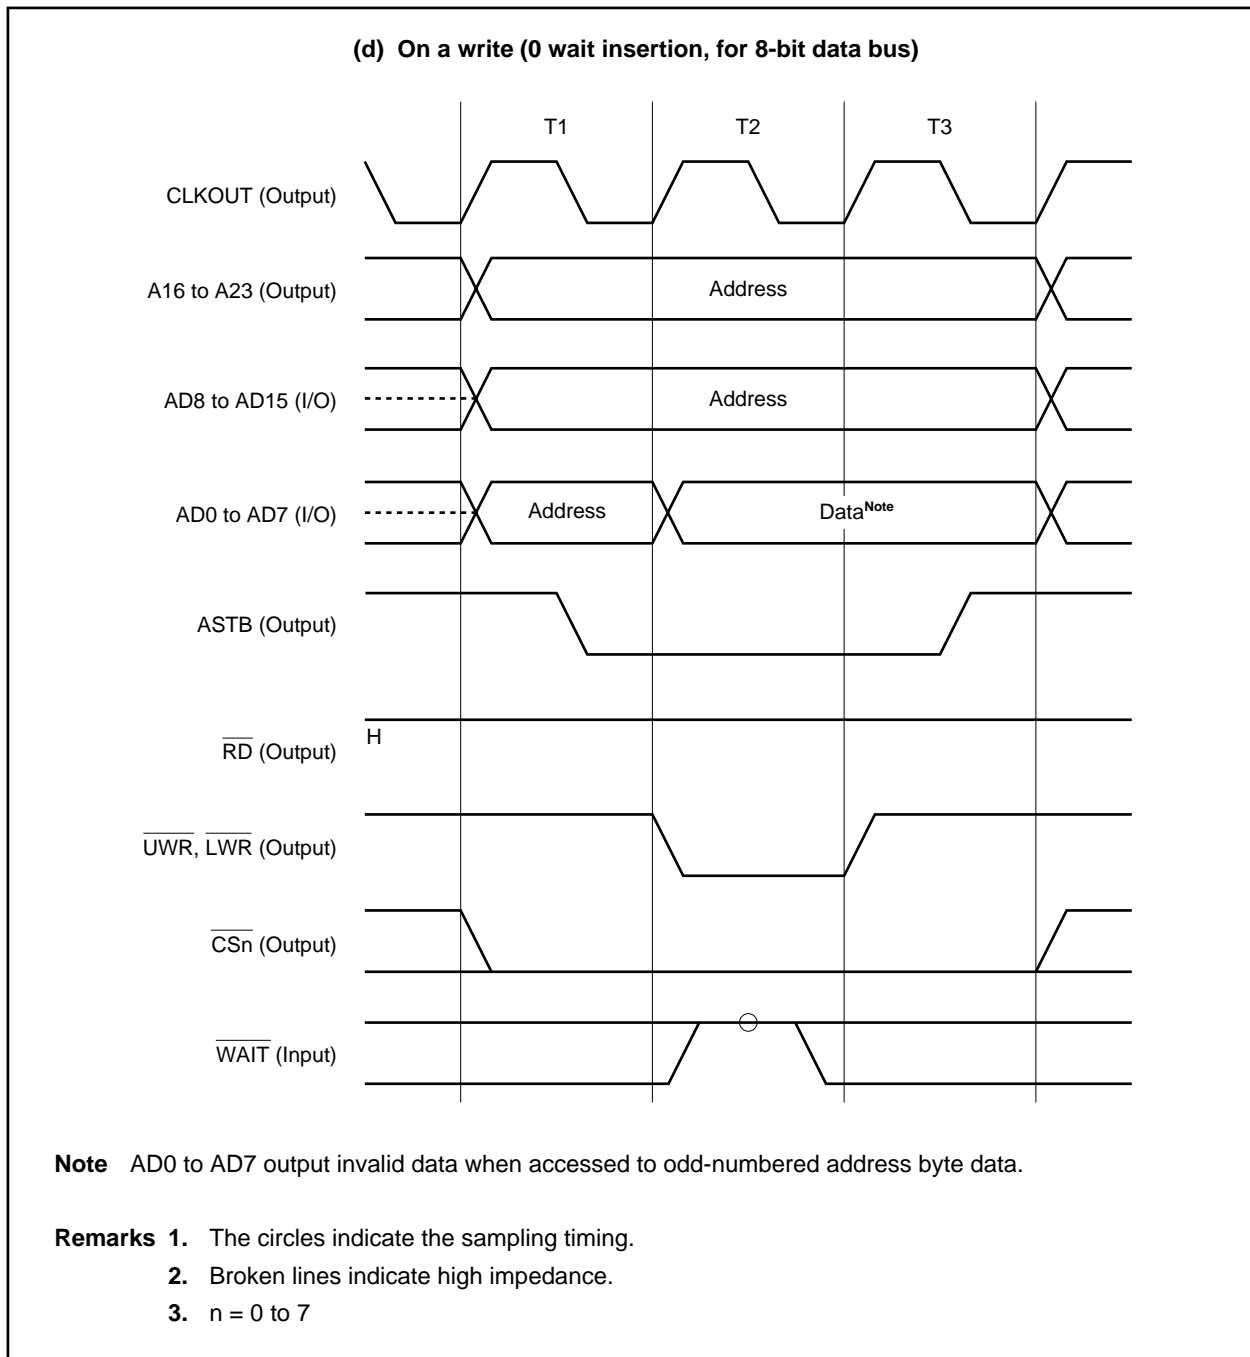 (d) On a write (0 wait insertion, for 8-bit data bus)
T1 T2 T3
CLKOUT (Output)
A16 to A23 (Output) Address
AD8 to AD15 (I/O) Address
AD0 to AD7 (I/O) Address Data Note
ASTB (Output)
H
RD (Output)
UWR, LWR (Output)
CSn (Output)
WAIT (Input)
Note AD0 to AD7 output invalid data when accessed to odd-numbered address byte data.
Remarks 1. The circles indicate the sampling timing.
2. Broken lines indicate high impedance.
3. n = 0 to 7